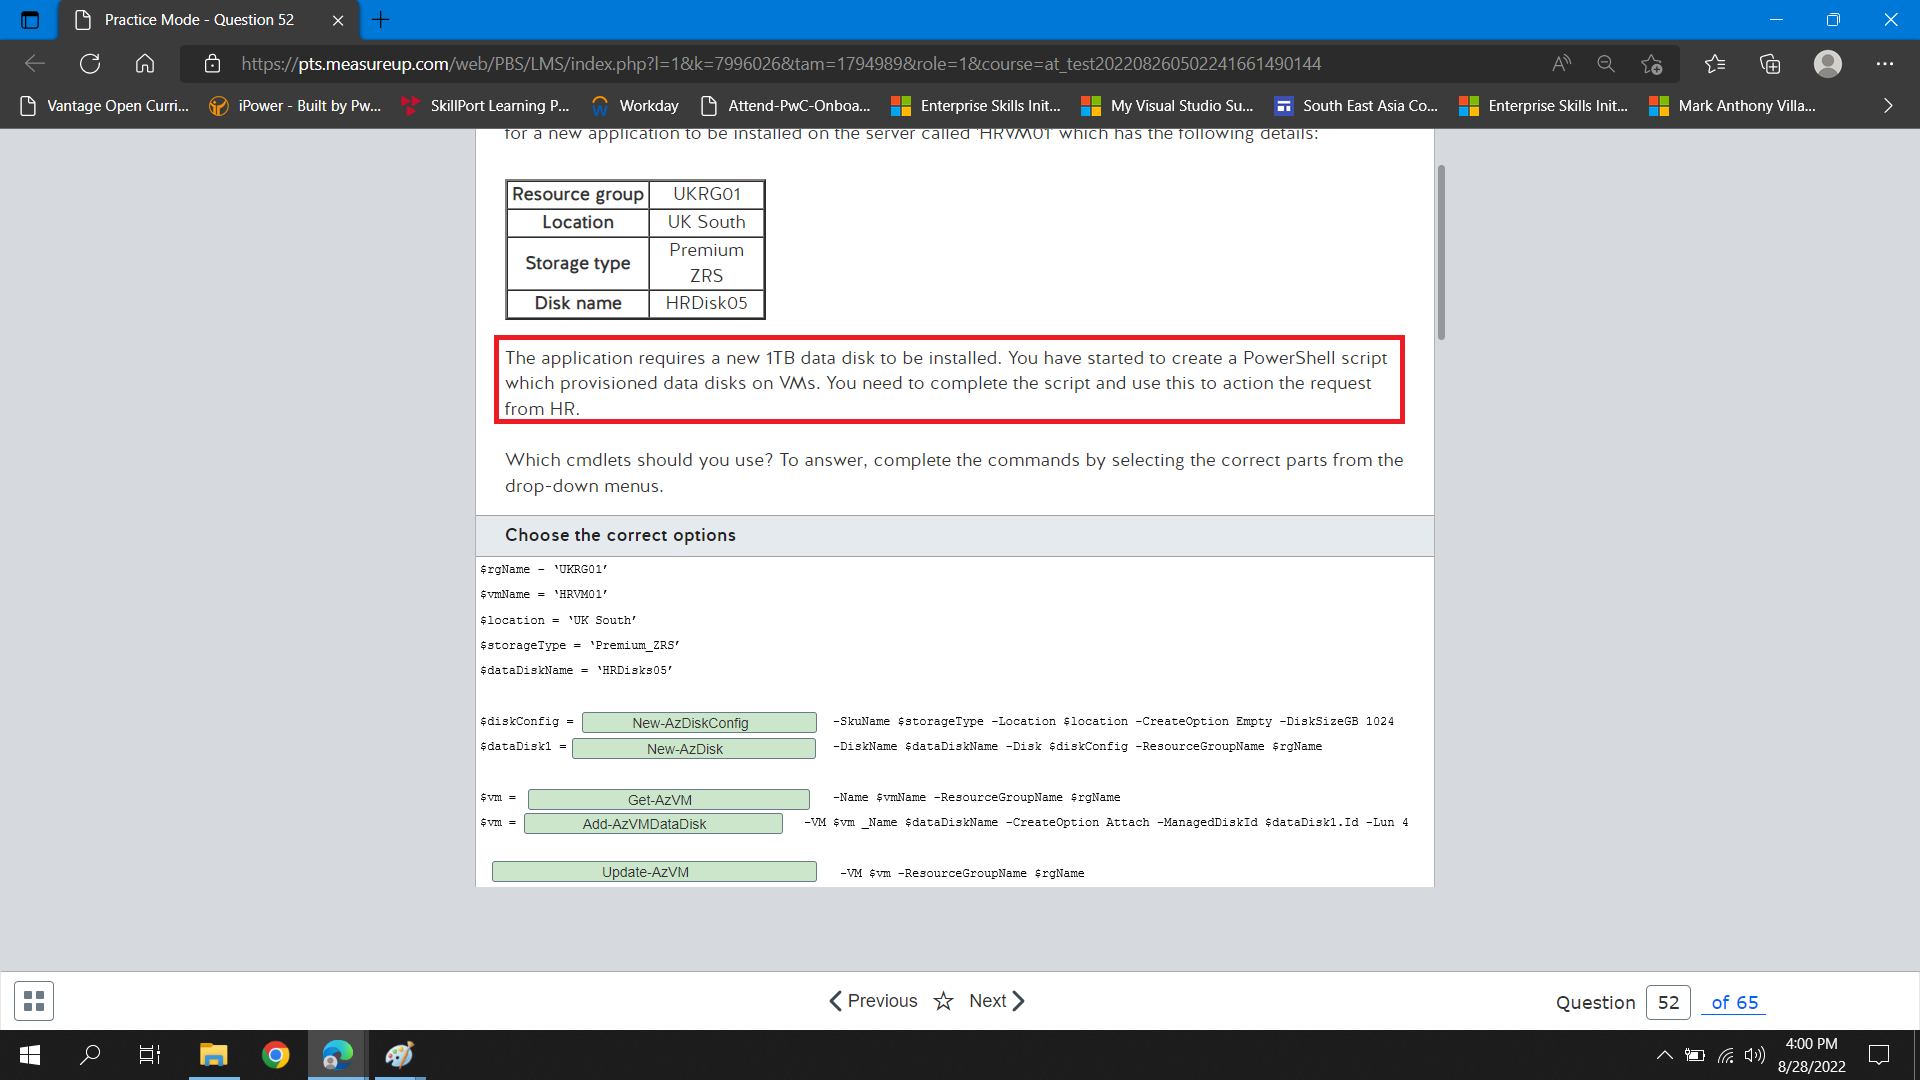 Practice Mode - Question 52
https://pts.measureup.com/web/PBS/LMS/index.php?l=1&k=7996026&tam=1794989&role=1&course=at_test202208260502241661490144
Vantage Open Curri... iPower - Built by Pw... SkillPort Learning P... Workday Attend-PwC-Onboa... Enterprise Skills Init... My Visual Studio Su... South East Asia Co... Enterprise Skills Init... Mark Anthony Villa...
for a new application to be installed on the server called 'HRVM01' which has the following details:
Resource group UKRG01
Location UK South
Storage type Premium ZRS
Disk name HRDisk05
The application requires a new 1TB data disk to be installed. You have started to create a PowerShell script
which provisioned data disks on VMs. You need to complete the script and use this to action the request
from HR.
Which cmdlets should you use? To answer, complete the commands by selecting the correct parts from the
drop-down menus.
Choose the correct options
$rgName - ‘UKRG01’
$vmName = ‘HRVM01’
$location = ‘UK South’
$storageType = ‘Premium_ZRS’
$dataDiskName = ‘HRDisks05’
$diskConfig = New-AzDiskConfig -SkuName $storageType -Location $location -CreateOption Empty -DiskSizeGB 1024
$dataDisk1 = New-AzDisk -DiskName $dataDiskName -Disk $diskConfig -ResourceGroupName $rgName
$vm = Get-AzVM -Name $vmName -ResourceGroupName $rgName
$vm = Add-AzVMDataDisk -VM $vm _Name $dataDiskName -CreateOption Attach -ManagedDiskId $dataDisk1.Id -Lun 4
Update-AzVM -VM $vm -ResourceGroupName $rgName
Previous Next
Question 52 of 65
4:00 PM
8/28/2022